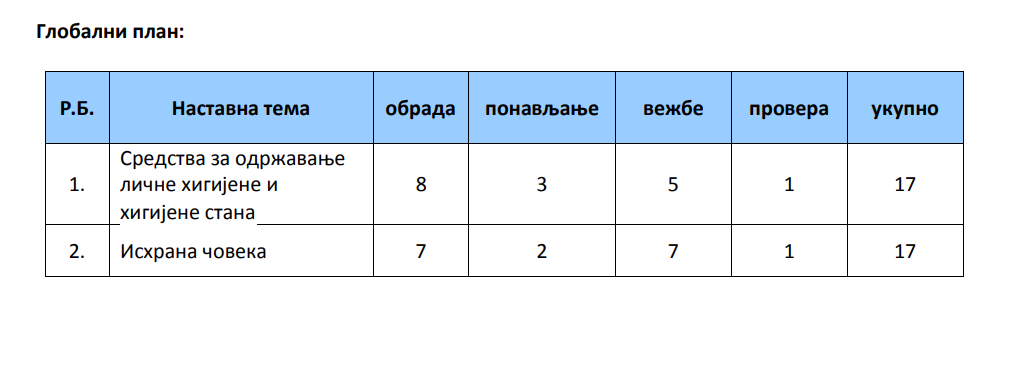 Глобални план:
Р.Б. Наставна тема обрада понављање вежбе провера укупно
Средства за одржавање
1. личне хигијене и 8 3 5 1 17
хигијене стана
2. Исхрана човека 7 2 7 1 17